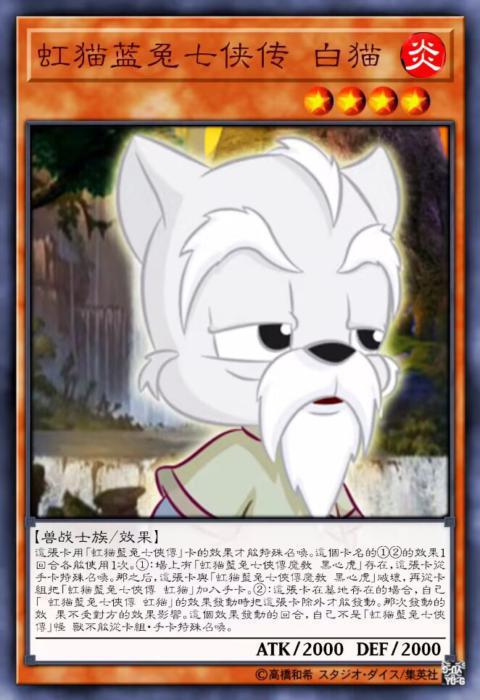 虹猫蓝兔七侠传 白猫 炎
【兽战士族/效果】
這張卡用「虹猫藍兔七俠傳」卡的效果才能特殊召喚。這個卡名的①②的效果1
回合各能使用1次。①:場上有「虹猫藍兔七俠傳魔教 黑心虎」存在,這張卡從
手卡特殊召喚。那之后,這張卡與「虹猫藍兔七俠傳魔教 黑心虎」破壞,再從卡
組把「虹猫藍兔七俠傳 虹猫」加入手卡。②:這張卡在墓地存在的場合,自己
「 虹猫藍兔七俠傳 虹猫」的效果發動時把這張卡除外才能發動。那次發動的
效 果不受對方的效果影響。這個效果發動的回合,自己不是「虹猫藍兔七俠
傳」怪 獸不能從卡組・手卡特殊召喚。
ATK/2000 DEF/2000
©高橋和希 スタジオ・ダイス/集英社